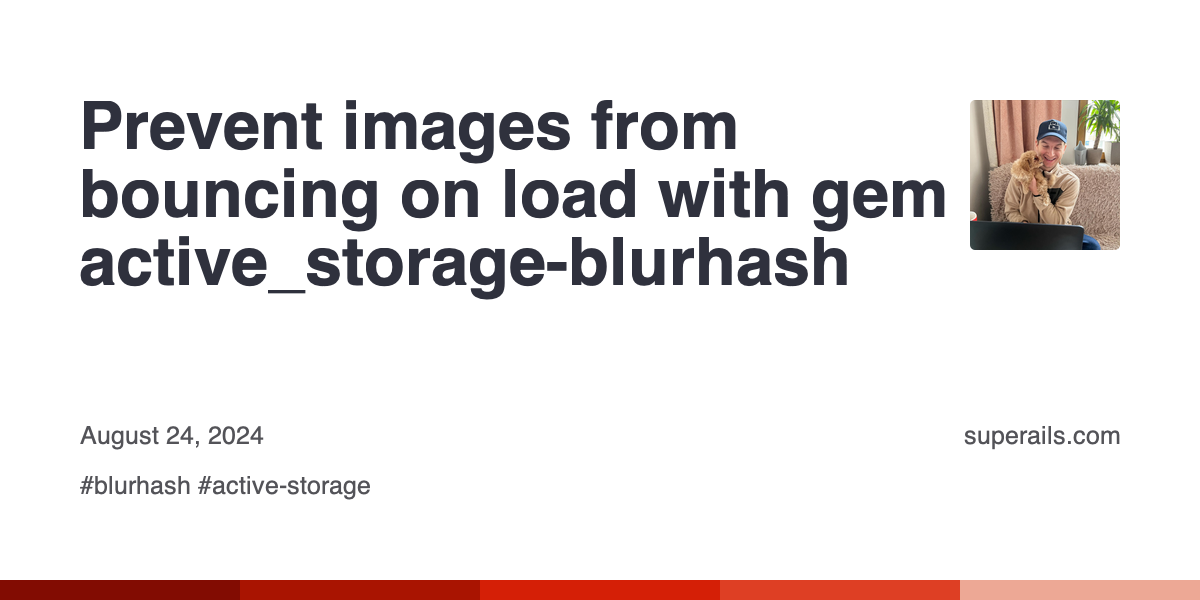 Prevent images from
bouncing on load with gem
active_storage-blurhash
August 24, 2024
superails.com
#blurhash #active-storage